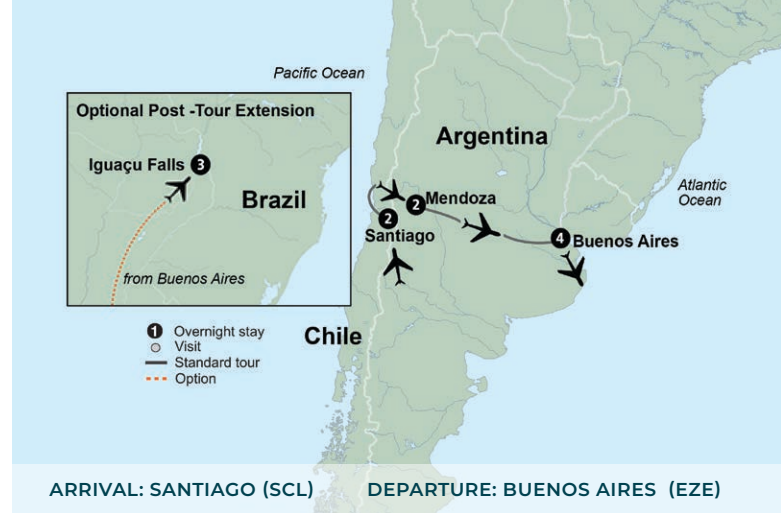 Pacific Ocean
Optional Post -Tour Extension
Iguaçu Falls 3
Brazil
from Buenos Aires
Argentina
Atlantic
Ocean
2 Mendoza
2
Santiago
4 Buenos Aires
Chile
1 Overnight stay
Visit
Standard tour
Option
ARRIVAL: SANTIAGO (SCL) DEPARTURE: BUENOS AIRES (EZE)